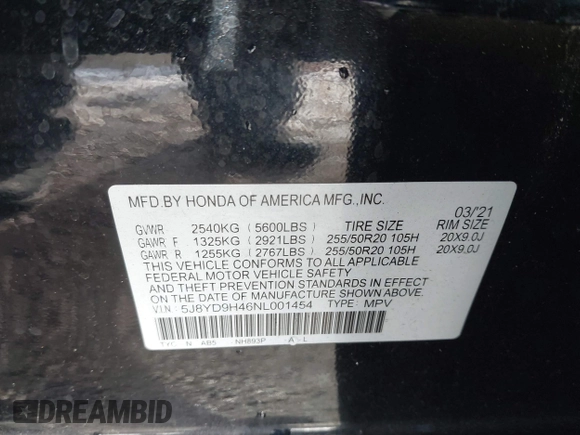 MFD.BY HONDA OF AMERICA MFG.,INC.
03/'21
GVWR 2540KG (5600LBS) TIRE SIZE RIM SIZE
GAWR F 1325KG (2921LBS) 255/50R20 105H 20X9.0J
GAWR R 1255KG (2767LBS) 255/50R20 105H 20X9.0J
THIS VEHICLE CONFORMS TO ALL APPLICABLE
FEDERAL MOTOR VEHICLE SAFETY
AND THEFT PREVENTION STANDARDS IN EFFECT
ON THE DATE OF MANUFACTURE SHOWN ABOVE.
V.I.N.: 5J8YD9H46NL001454 TYPE: MPV
N AB5 NH893P A L
DREAMBID